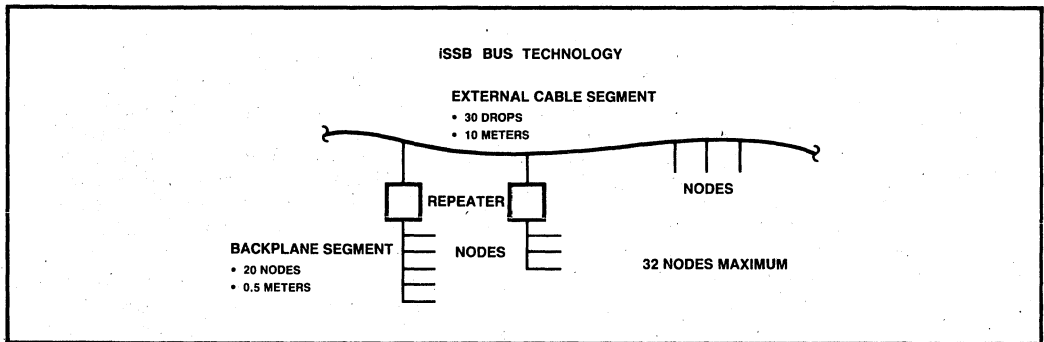 iSSB BUS TECHNOLOGY
EXTERNAL CABLE SEGMENT
• 30 DROPS
• 10 METERS
NODES
REPEATER
BACKPLANE SEGMENT
• 20 NODES
• 0.5 METERS
NODES
32 NODES MAXIMUM